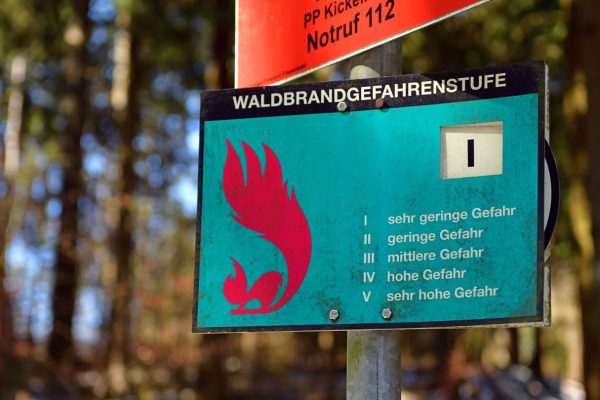 PP
Notruf 112
WALDBRANDGEFAHRENSTUFE
I
I sehr geringe Gefahr
II geringe Gefahr
III mittlere Gefahr
IV hohe Gefahr
V sehr hohe Gefahr